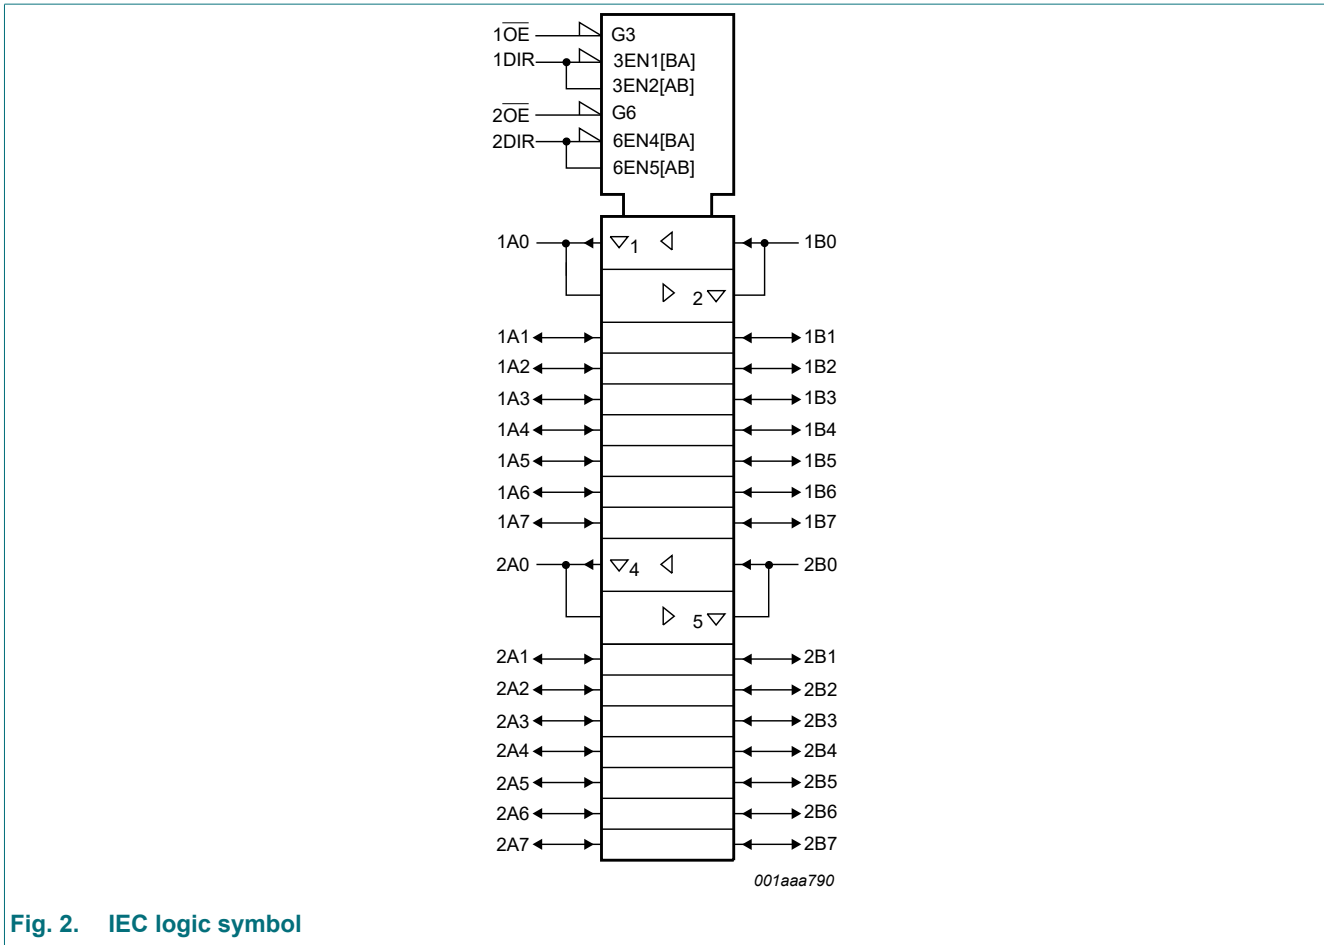 1O̅E̅ G3
1DIR 3EN1[BA]
3EN2[AB]
2O̅E̅ G6
2DIR 6EN4[BA]
6EN5[AB]
1A0 ▽1 ◁ 1B0
▷ 2▽
1A1 1B1
1A2 1B2
1A3 1B3
1A4 1B4
1A5 1B5
1A6 1B6
1A7 1B7
2A0 ▽4 ◁ 2B0
▷ 5▽
2A1 2B1
2A2 2B2
2A3 2B3
2A4 2B4
2A5 2B5
2A6 2B6
2A7 2B7
001aaa790
Fig. 2. IEC logic symbol